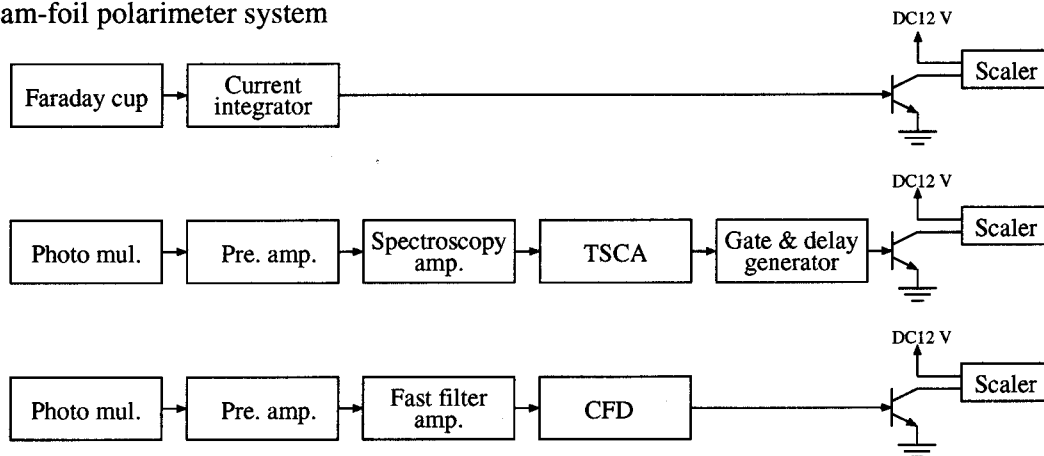 am-foil polarimeter system
DC12 V
Faraday cup
Current
integrator
Scaler
DC12 V
Photo mul.
Pre. amp.
Spectroscopy
amp.
TSCA
Gate & delay
generator
Scaler
DC12 V
Photo mul.
Pre. amp.
Fast filter
amp.
CFD
Scaler